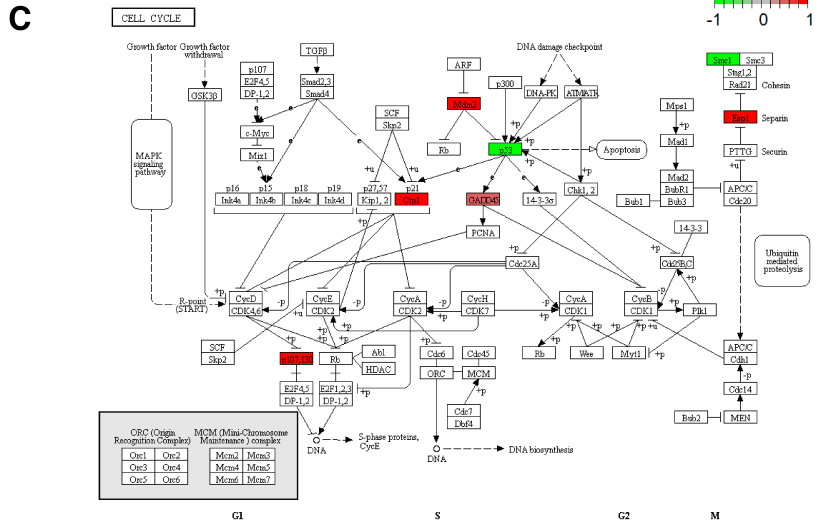 C
CELL CYCLE
-1 0 1
Growth factor
Growth factor withdrawal
GSK3β
MAPK signaling pathway
R-point (START)
TGFβ
p107
E2F4,5
DP-1,2
Smad2,3
Smad4
c-Myc
Miz1
SCF
Skp2
ARF
Mdm2
Rb
p300
DNA damage checkpoint
DNA-PK
ATMATR
p53
Apoptosis
Mps1
Mad1
Mad2
BubR1
Bub3
Bub1
Smc1
Smc3
Stag1,2
Rad21
Cohesin
Esp1
Separin
PTTG
Securin
APC/C
Cdc20
p16
Ink4a
p15
Ink4b
p18
Ink4c
p19
Ink4d
p27,57
Kip1, 2
p21
Cip1
GADD45
14-3-3σ
Chk1, 2
PCNA
14-3-3
Cdc25A
Cdc25B,C
Ubiquitin mediated proteolysis
CycD
CDK4,6
CycE
CDK2
CycA
CDK2
CycH
CDK7
CycA
CDK1
CycB
CDK1
Plk1
SCF
Skp2
p107,130
Rb
Abl
HDAC
Cdc6
Cdc45
ORC
MCM
Rb
Wee
Myt1
APC/C
Cdh1
Cdc14
Bub2
MEN
E2F4,5
DP-1,2
E2F1,2,3
DP-1,2
Cdc7
Dbf4
DNA
S-phase proteins, CycE
DNA
DNA biosynthesis
ORC (Origin Recognition Complex)
MCM (Mini-Chromosome Maintenance ) complex
Orc1 Orc2 Mcm2 Mcm3
Orc3 Orc4 Mcm4 Mcm5
Orc5 Orc6 Mcm6 Mcm7
G1 S G2 M